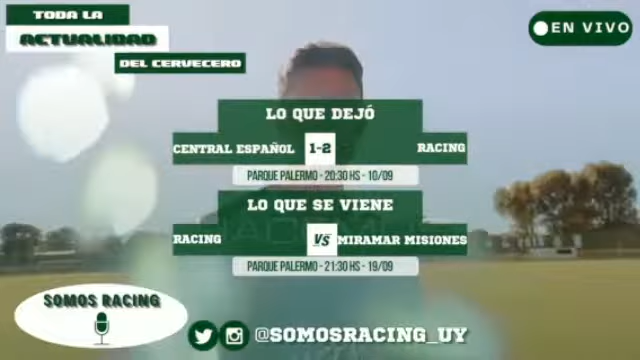 TODA LA
ACTUALIDAD
DEL CERVECERO
EN VIVO
LO QUE DEJÓ
CENTRAL ESPAÑOL 1-2 RACING
PARQUE PALERMO - 20:30 HS - 10/09
LO QUE SE VIENE
RACING VS MIRAMAR MISIONES
PARQUE PALERMO - 21:30 HS - 19/09
SOMOS RACING
@SOMOSRACING_UY